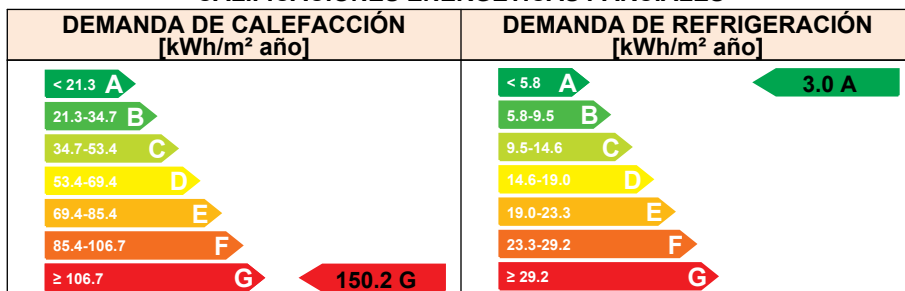 CALIFICACIONES ENERGÉTICAS PARCIALES
DEMANDA DE CALEFACCIÓN
[kWh/m² año]
< 21.3 A
21.3-34.7 B
34.7-53.4 C
53.4-69.4 D
69.4-85.4 E
85.4-106.7 F
≥ 106.7 G
150.2 G
DEMANDA DE REFRIGERACIÓN
[kWh/m² año]
< 5.8 A
3.0 A
5.8-9.5 B
9.5-14.6 C
14.6-19.0 D
19.0-23.3 E
23.3-29.2 F
≥ 29.2 G